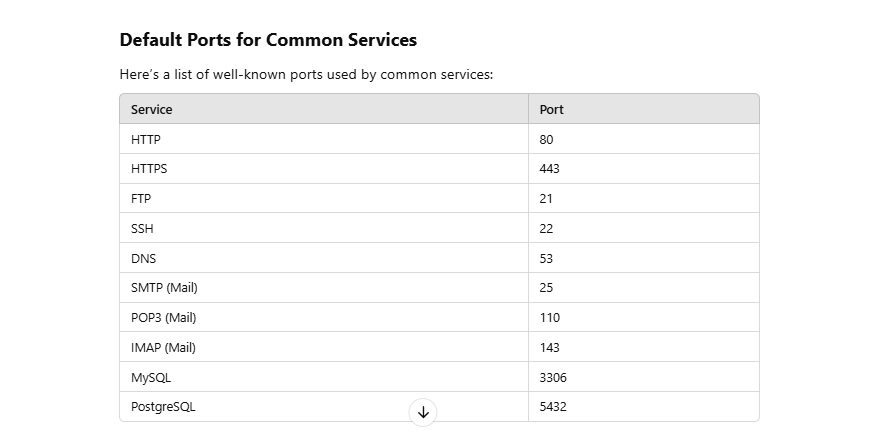 Default Ports for Common Services
Here's a list of well-known ports used by common services:
Service Port
HTTP 80
HTTPS 443
FTP 21
SSH 22
DNS 53
SMTP (Mail) 25
POP3 (Mail) 110
IMAP (Mail) 143
MySQL 3306
PostgreSQL 5432